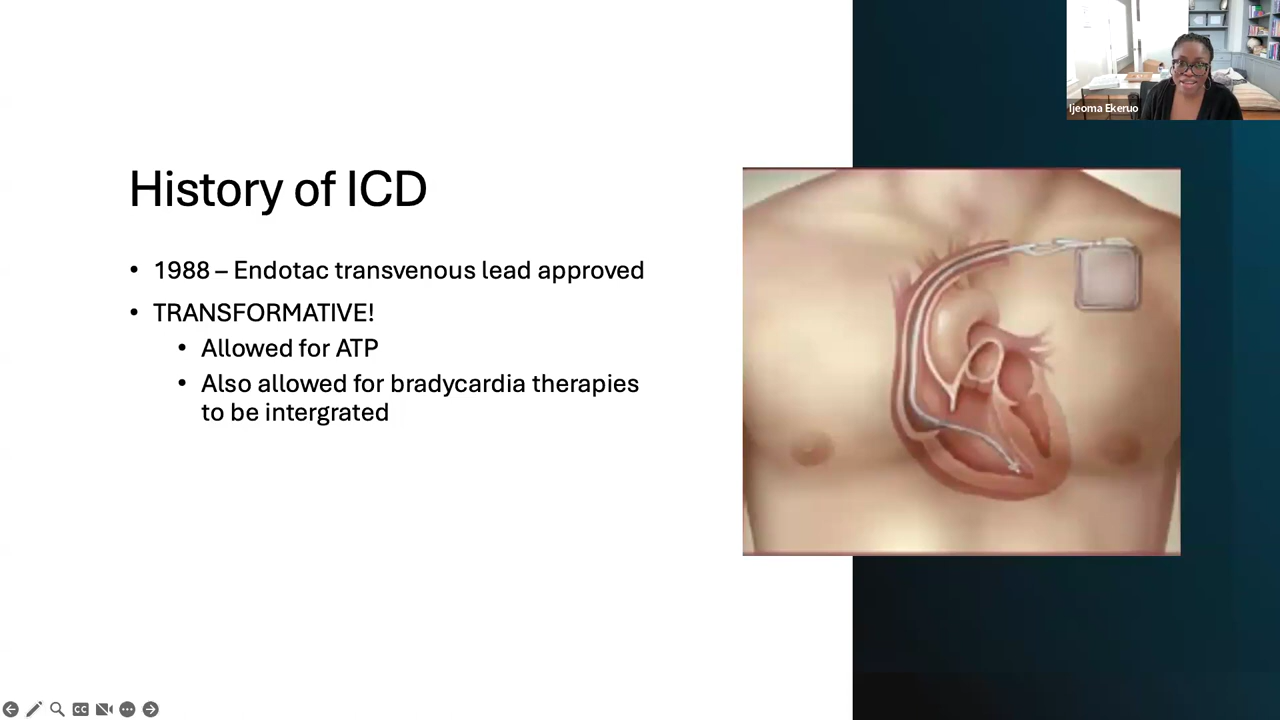 Ijeoma Ekeruo
History of ICD
• 1988 – Endotac transvenous lead approved
• TRANSFORMATIVE!
• Allowed for ATP
• Also allowed for bradycardia therapies
to be intergrated
CC